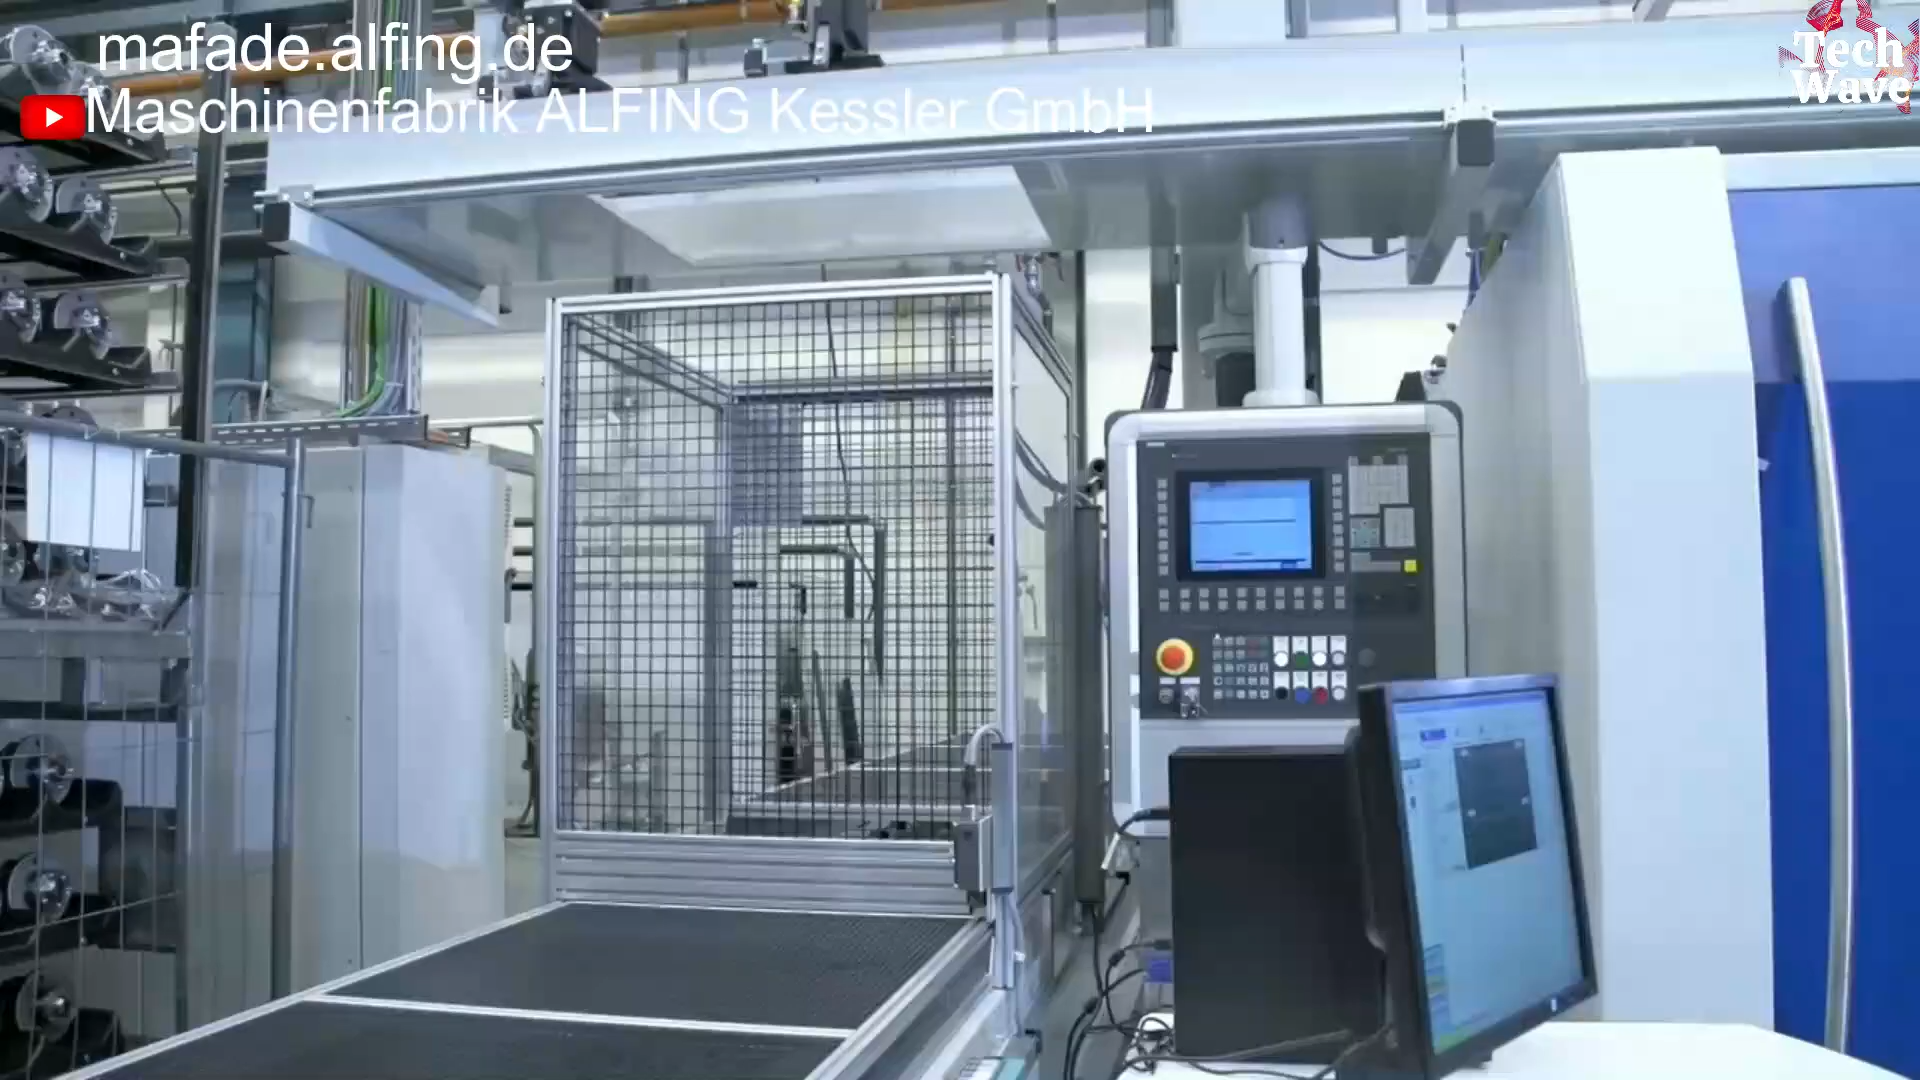 mafade.alfing.de
Maschinenfabrik ALFING Kessler GmbH
Tech
Wave